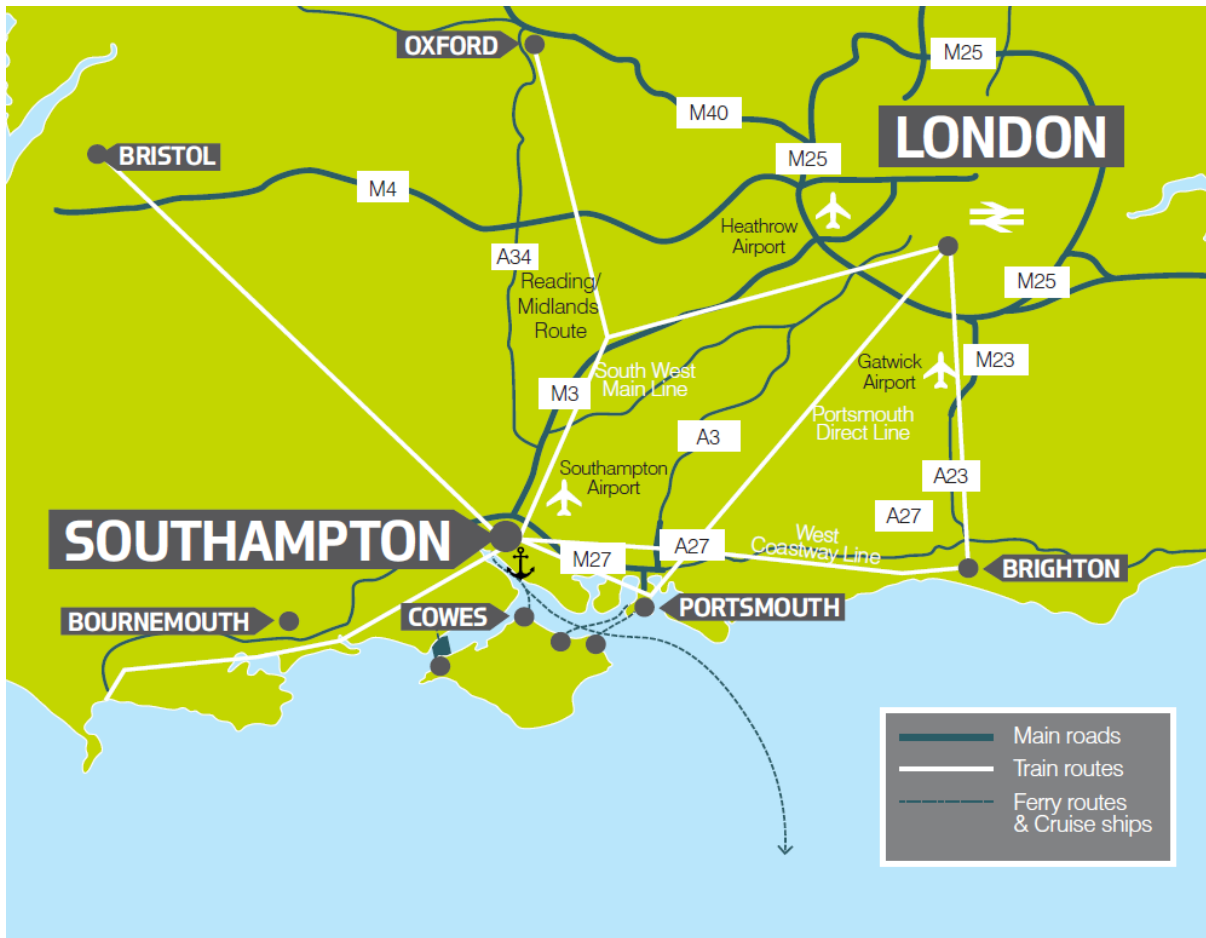 OXFORD
M25
M40
LONDON
BRISTOL
M25
M4
Heathrow
Airport
A34
Reading/
Midlands
Route
M25
Gatwick
Airport
M23
South West
Main Line
M3
Portsmouth
Direct Line
A3
Southampton
Airport
A23
A27
SOUTHAMPTON
West
Coastway Line
A27
M27
BRIGHTON
BOURNEMOUTH
COWES
PORTSMOUTH
Main roads
Train routes
Ferry routes
& Cruise ships